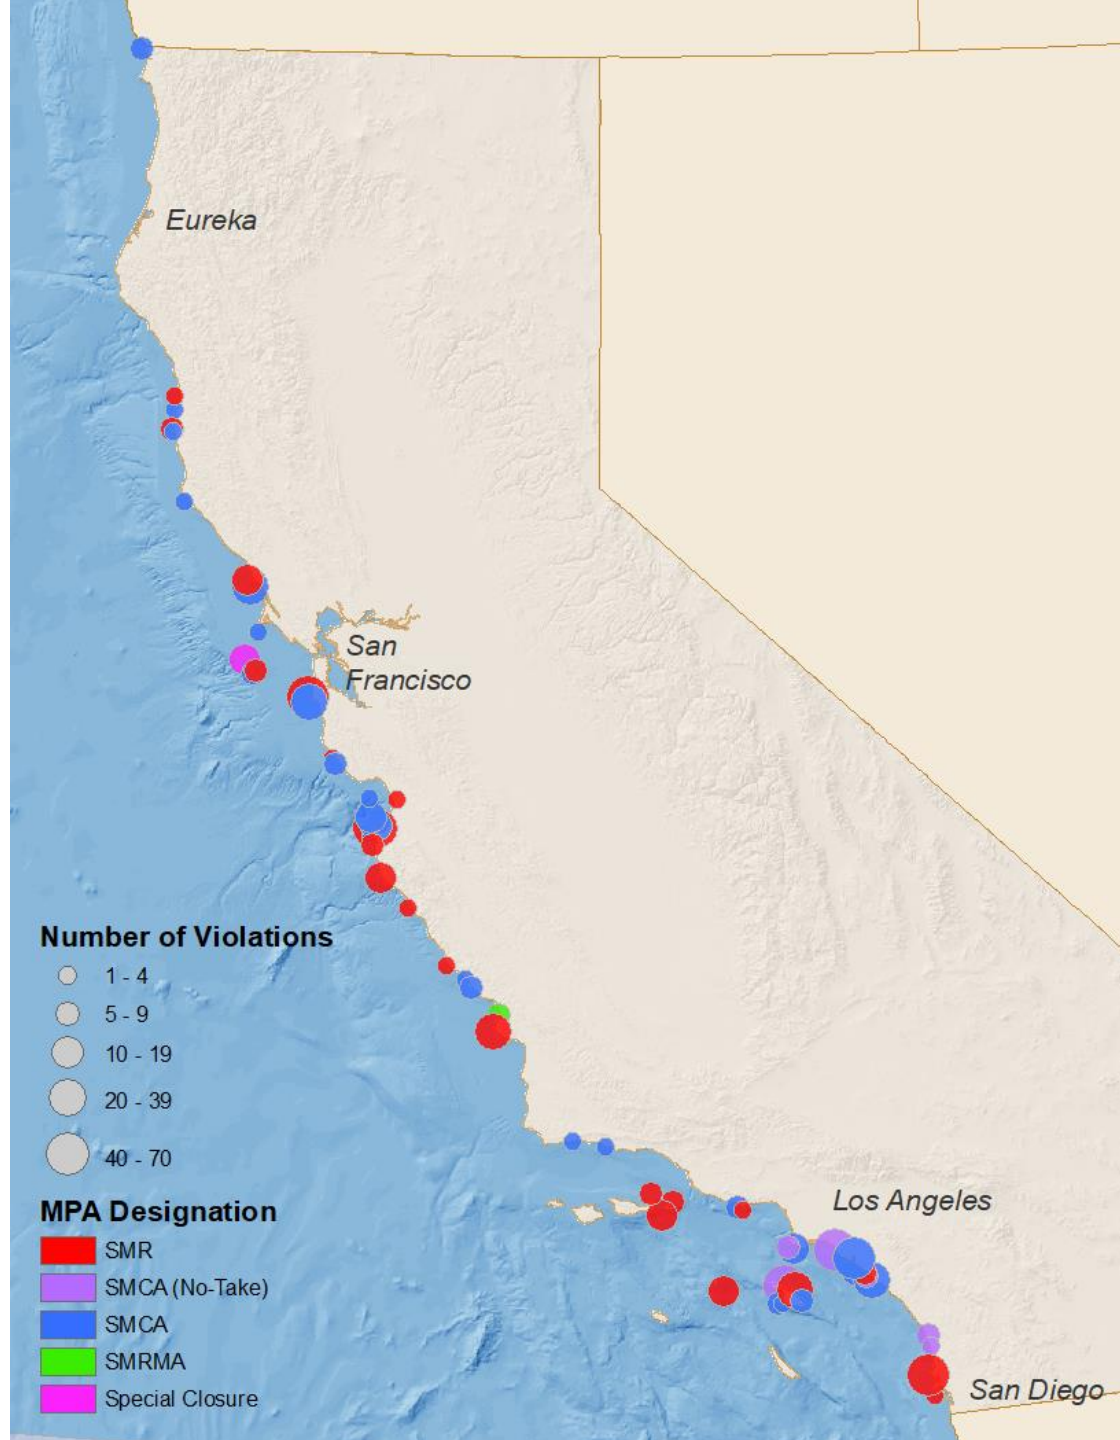 Eureka
San
Francisco
Number of Violations
1 - 4
5 - 9
10 - 19
20 - 39
40 - 70
MPA Designation
SMR
SMCA (No-Take)
SMCA
SMRMA
Special Closure
Los Angeles
San Diego